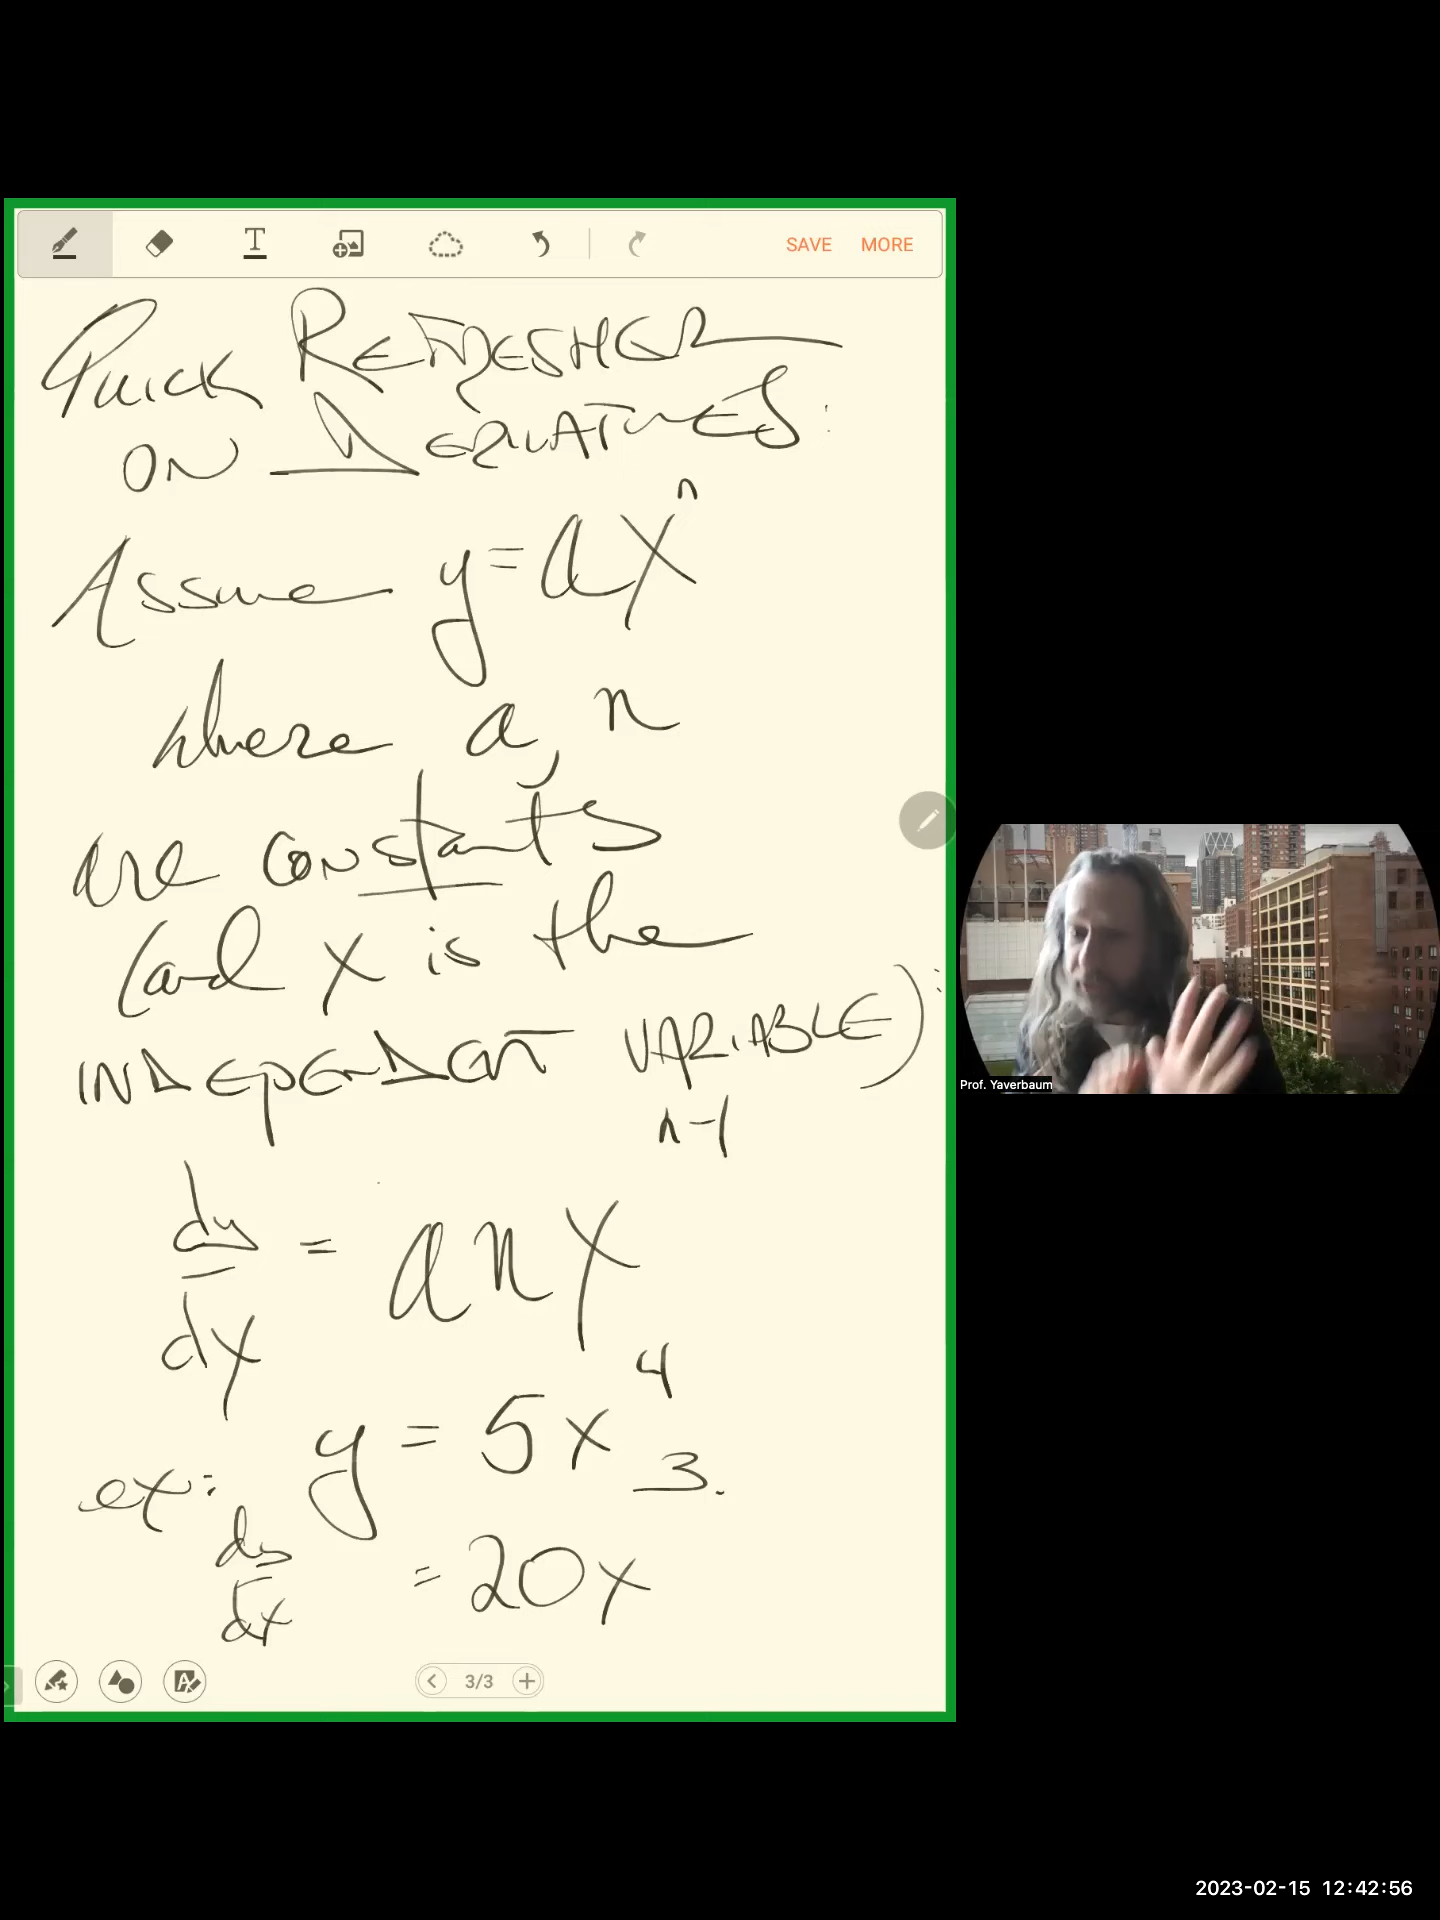 SAVE MORE
QUICK REFRESHER
ON DERIVATIVES:
Assume y = ax^n
where a, n
are constants
(and x is the
INDEPENDENT VARIABLE):
dy/dx = anx^n-1
ex: y = 5x^4
dy/dx = 20x^3.
3/3
Prof. Yaverbaum
2023-02-15 12:42:56